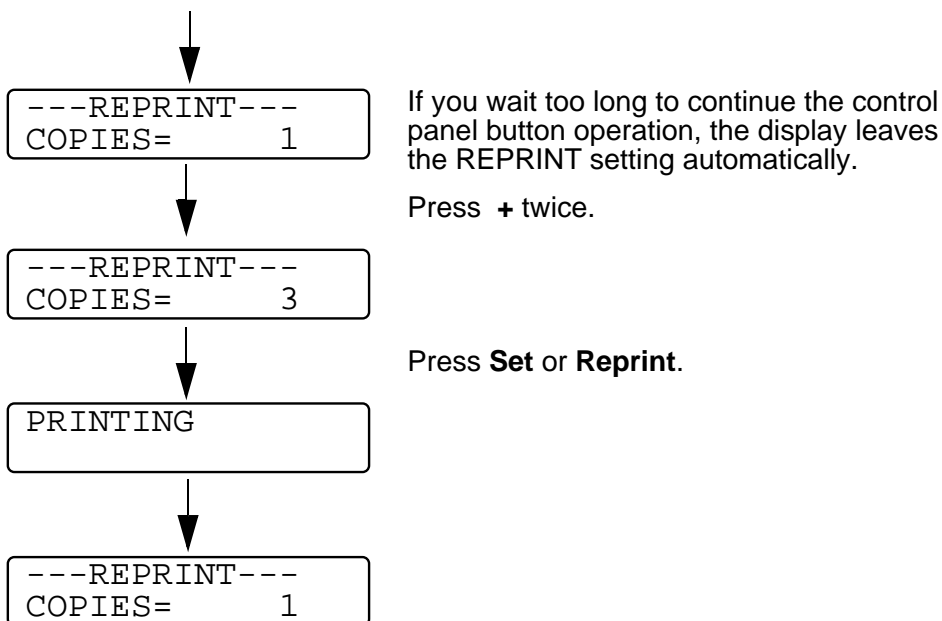 ---REPRINT---
COPIES= 1
If you wait too long to continue the control
panel button operation, the display leaves
the REPRINT setting automatically.
Press + twice.
---REPRINT---
COPIES= 3
Press Set or Reprint.
PRINTING
---REPRINT---
COPIES= 1